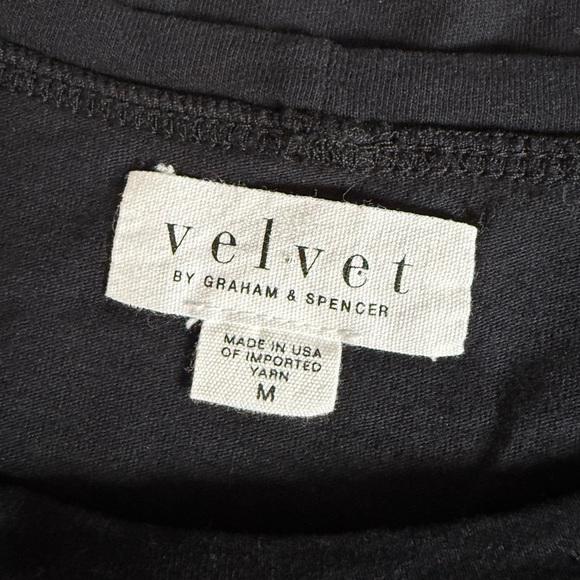 velvet
BY GRAHAM & SPENCER
MADE IN USA
OF IMPORTED
YARN
M